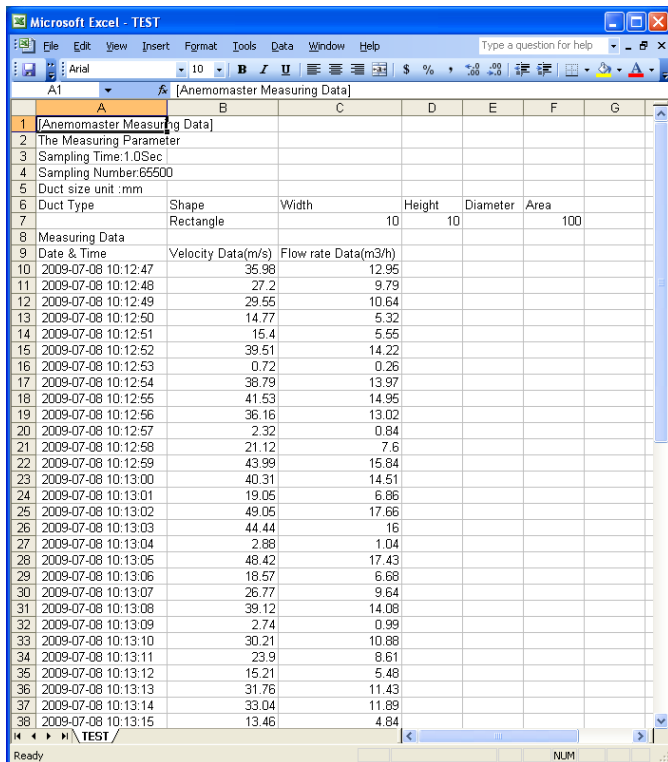 Microsoft Excel - TEST
File Edit View Insert Format Tools Data Window Help Type a question for help
Arial 10 B I U $ % ,
A1 fx [Anemomaster Measuring Data]
A B C D E F G
1 [Anemomaster Measuring Data]
2 The Measuring Parameter
3 Sampling Time:1.0Sec
4 Sampling Number:65500
5 Duct size unit :mm
6 Duct Type Shape Width Height Diameter Area
7 Rectangle 10 10 100
8 Measuring Data
9 Date & Time Velocity Data(m/s) Flow rate Data(m3/h)
10 2009-07-08 10:12:47 35.98 12.95
11 2009-07-08 10:12:48 27.2 9.79
12 2009-07-08 10:12:49 29.55 10.64
13 2009-07-08 10:12:50 14.77 5.32
14 2009-07-08 10:12:51 15.4 5.55
15 2009-07-08 10:12:52 39.51 14.22
16 2009-07-08 10:12:53 0.72 0.26
17 2009-07-08 10:12:54 38.79 13.97
18 2009-07-08 10:12:55 41.53 14.95
19 2009-07-08 10:12:56 36.16 13.02
20 2009-07-08 10:12:57 2.32 0.84
21 2009-07-08 10:12:58 21.12 7.6
22 2009-07-08 10:12:59 43.99 15.84
23 2009-07-08 10:13:00 40.31 14.51
24 2009-07-08 10:13:01 19.05 6.86
25 2009-07-08 10:13:02 49.05 17.66
26 2009-07-08 10:13:03 44.44 16
27 2009-07-08 10:13:04 2.88 1.04
28 2009-07-08 10:13:05 48.42 17.43
29 2009-07-08 10:13:06 18.57 6.68
30 2009-07-08 10:13:07 26.77 9.64
31 2009-07-08 10:13:08 39.12 14.08
32 2009-07-08 10:13:09 2.74 0.99
33 2009-07-08 10:13:10 30.21 10.88
34 2009-07-08 10:13:11 23.9 8.61
35 2009-07-08 10:13:12 15.21 5.48
36 2009-07-08 10:13:13 31.76 11.43
37 2009-07-08 10:13:14 33.04 11.89
38 2009-07-08 10:13:15 13.46 4.84
TEST
Ready NUM